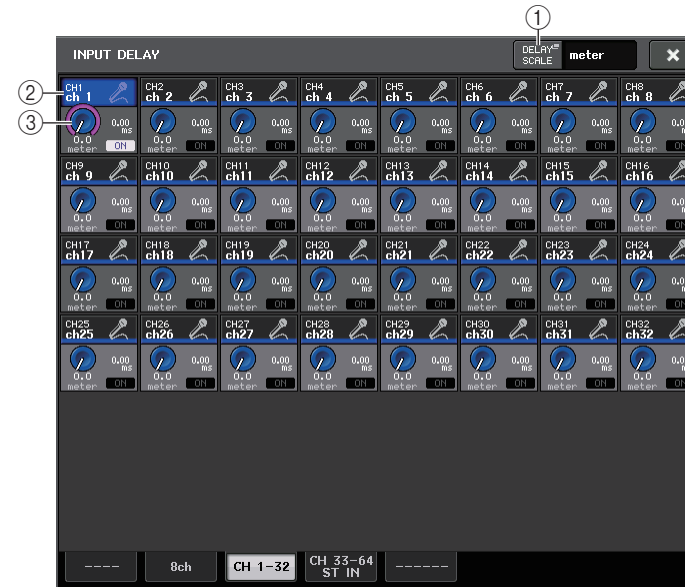 ①
INPUT DELAY
DELAY SCALE meter ×
② CH1 CH2 CH3 CH4 CH5 CH6 CH7 CH8
ch 1 ch 2 ch 3 ch 4 ch 5 ch 6 ch 7 ch 8
③ 0.00 ms 0.00 ms 0.00 ms 0.00 ms 0.00 ms 0.00 ms 0.00 ms
0.0 0.0 0.0 0.0 0.0 0.0 0.0 0.0
meter ON meter ON meter ON meter ON meter ON meter ON meter ON meter
CH9 CH10 CH11 CH12 CH13 CH14 CH15 CH16
ch 9 ch10 ch11 ch12 ch13 ch14 ch15 ch16
0.00 ms 0.00 ms 0.00 ms 0.00 ms 0.00 ms 0.00 ms 0.00 ms
0.0 0.0 0.0 0.0 0.0 0.0 0.0 0.0
meter ON meter ON meter ON meter ON meter ON meter ON meter ON meter
CH17 CH18 CH19 CH20 CH21 CH22 CH23 CH24
ch17 ch18 ch19 ch20 ch21 ch22 ch23 ch24
0.00 ms 0.00 ms 0.00 ms 0.00 ms 0.00 ms 0.00 ms 0.00 ms
0.0 0.0 0.0 0.0 0.0 0.0 0.0 0.0
meter ON meter ON meter ON meter ON meter ON meter ON meter ON meter
CH25 CH26 CH27 CH28 CH29 CH30 CH31 CH32
ch25 ch26 ch27 ch28 ch29 ch30 ch31 ch32
0.00 ms 0.00 ms 0.00 ms 0.00 ms 0.00 ms 0.00 ms 0.00 ms
0.0 0.0 0.0 0.0 0.0 0.0 0.0 0.0
meter ON meter ON meter ON meter ON meter ON meter ON meter ON meter
---- 8ch CH 1-32 CH 33-64 ------
ST IN